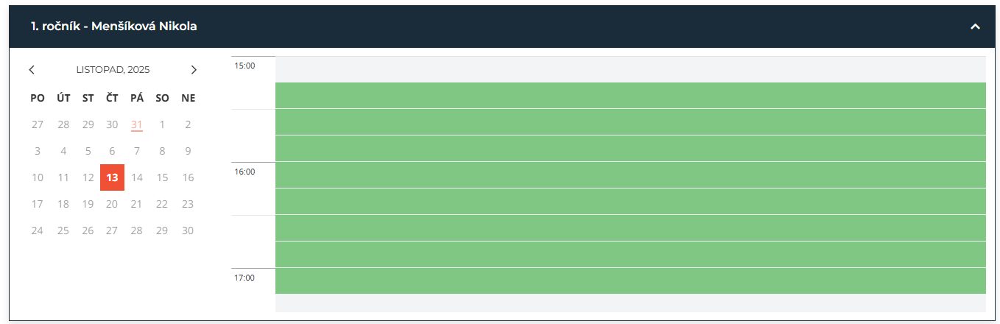 1. ročník - Menšíková Nikola
LISTOPAD, 2025
PO ÚT ST ČT PÁ SO NE
27 28 29 30 31 1 2
3 4 5 6 7 8 9
10 11 12 13 14 15 16
17 18 19 20 21 22 23
24 25 26 27 28 29 30
15:00
16:00
17:00